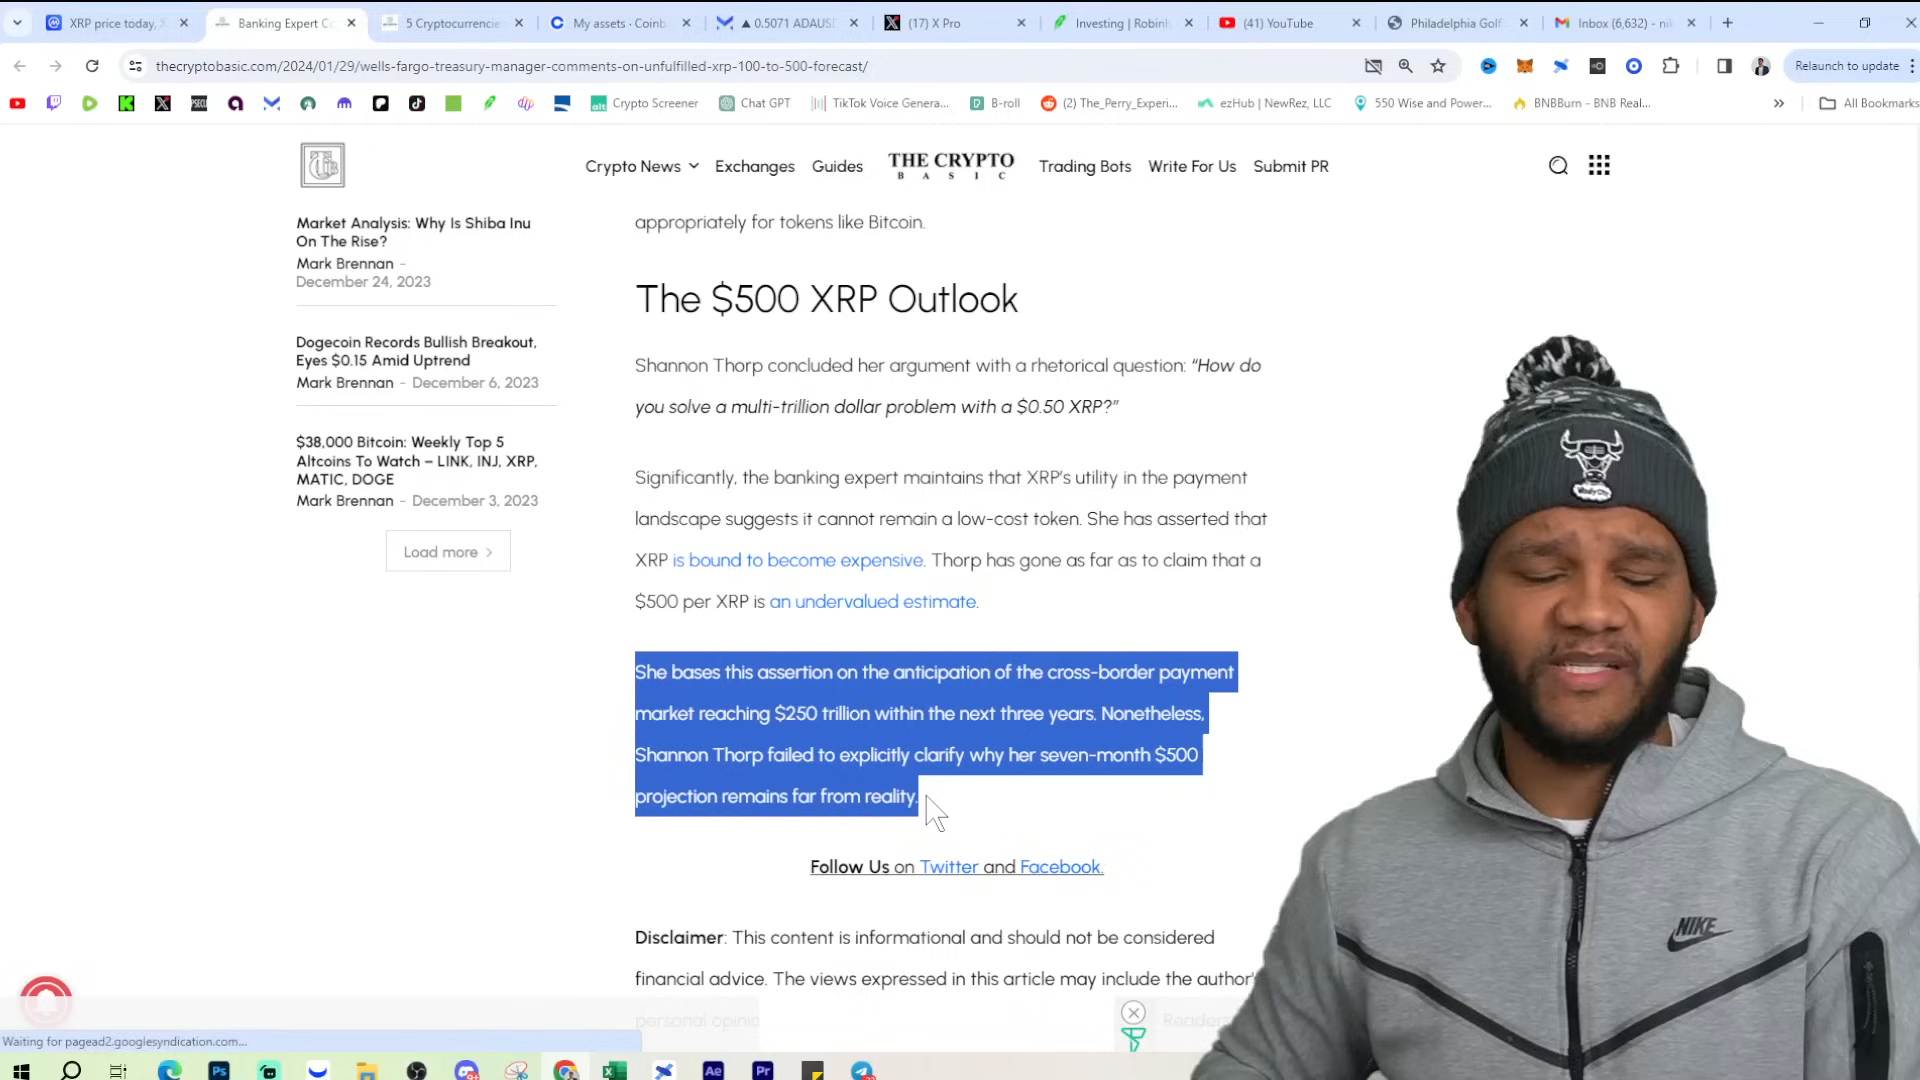 XRP price today, X
Banking Expert Co
5 Cryptocurrencie
My assets · Coinb
▲ 0.5071 ADAUSD
(17) X Pro
Investing | Robinh
(41) YouTube
Philadelphia Golf
Inbox (6,632) - nik
thecryptobasic.com/2024/01/29/wells-fargo-treasury-manager-comments-on-unfulfilled-xrp-100-to-500-forecast/
Relaunch to update
Crypto Screener
Chat GPT
TikTok Voice Genera...
B-roll
(2) The_Perry_Experi...
ezHub | NewRez, LLC
550 Wise and Power...
BNBBurn - BNB Real...
All Bookmarks
Crypto News
Exchanges
Guides
THE CRYPTO
BASIC
Trading Bots
Write For Us
Submit PR
Market Analysis: Why Is Shiba Inu
On The Rise?
Mark Brennan -
December 24, 2023
Dogecoin Records Bullish Breakout,
Eyes $0.15 Amid Uptrend
Mark Brennan - December 6, 2023
$38,000 Bitcoin: Weekly Top 5
Altcoins To Watch – LINK, INJ, XRP,
MATIC, DOGE
Mark Brennan - December 3, 2023
Load more
appropriately for tokens like Bitcoin.
The $500 XRP Outlook
Shannon Thorp concluded her argument with a rhetorical question: “How do
you solve a multi-trillion dollar problem with a $0.50 XRP?”
Significantly, the banking expert maintains that XRP’s utility in the payment
landscape suggests it cannot remain a low-cost token. She has asserted that
XRP is bound to become expensive. Thorp has gone as far as to claim that a
$500 per XRP is an undervalued estimate.
She bases this assertion on the anticipation of the cross-border payment
market reaching $250 trillion within the next three years. Nonetheless,
Shannon Thorp failed to explicitly clarify why her seven-month $500
projection remains far from reality.
Follow Us on Twitter and Facebook.
Disclaimer: This content is informational and should not be considered
financial advice. The views expressed in this article may include the author's
personal opinio
Readers
Waiting for pagead2.googlesyndication.com...
NIKE
Ps
Ae
Pr